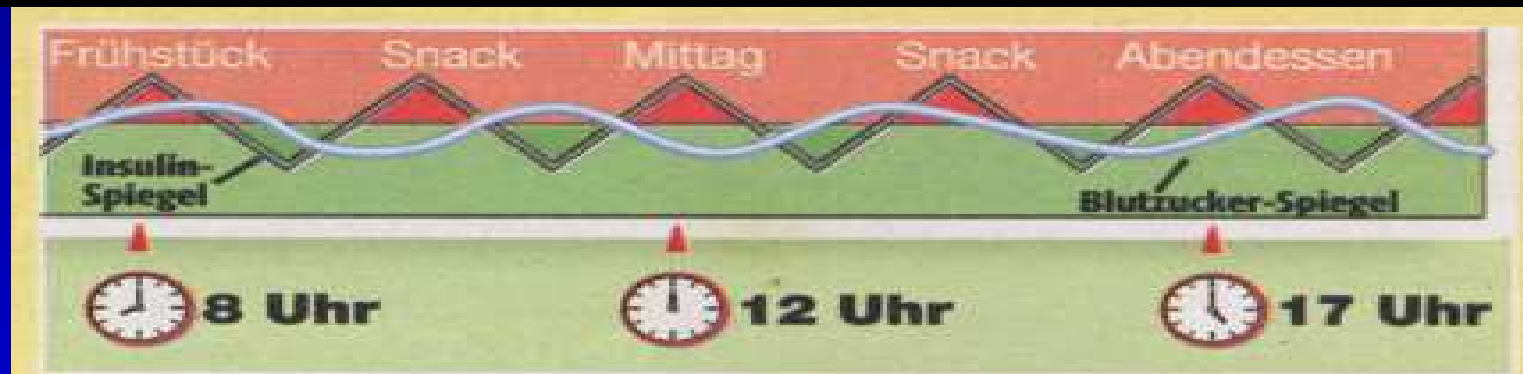 Frühstück Snack Mittag Snack Abendessen
Insulin-
Spiegel
Blutzucker-Spiegel
8 Uhr 12 Uhr 17 Uhr